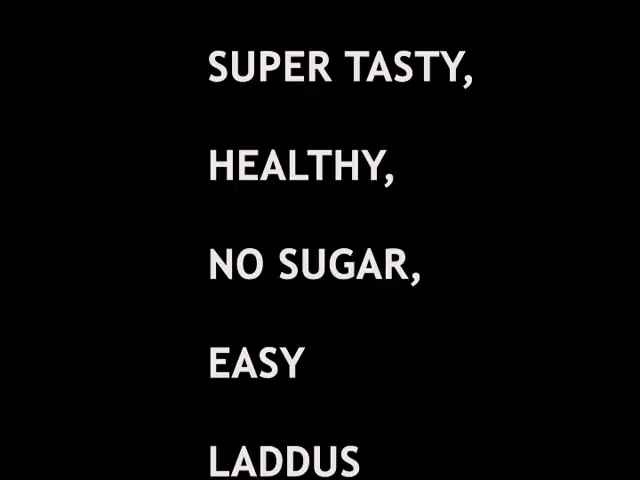 SUPER TASTY,
HEALTHY,
NO SUGAR,
EASY
LADDUS